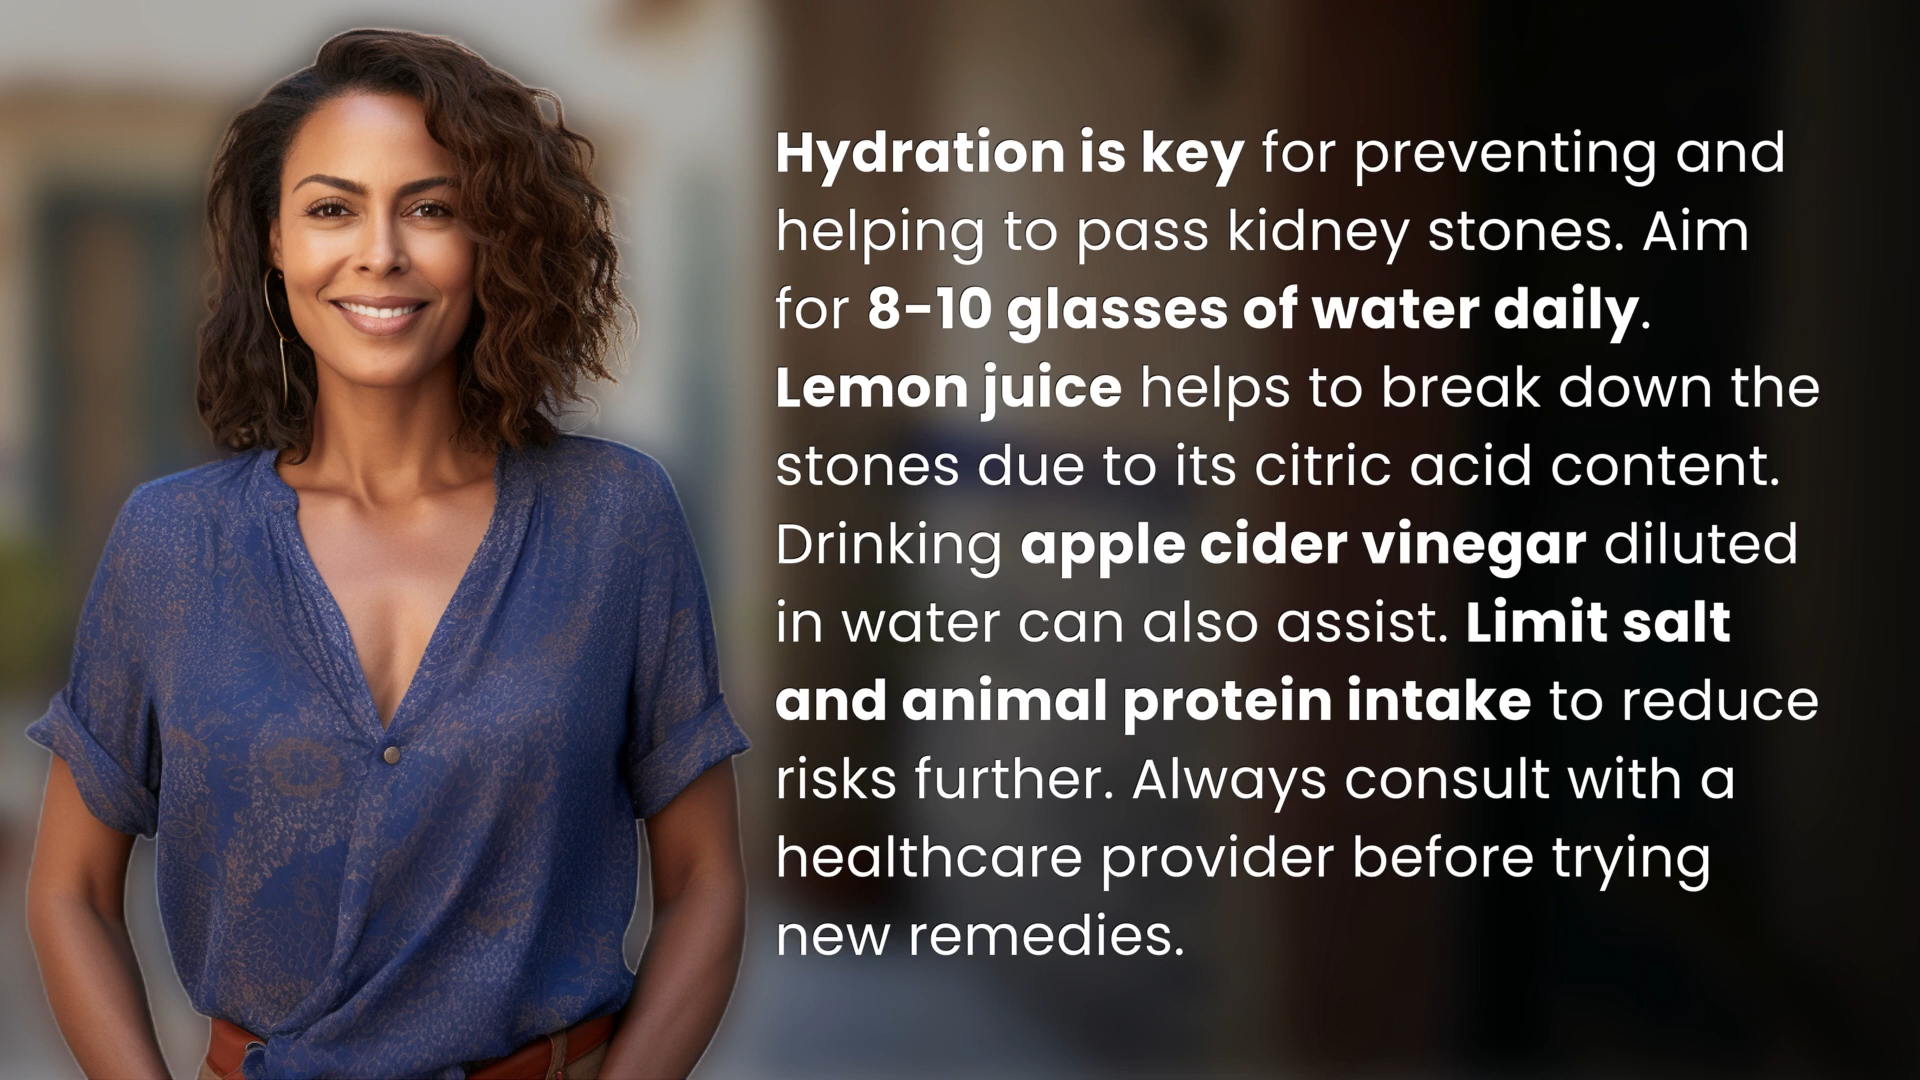 Hydration is key for preventing and
helping to pass kidney stones. Aim
for 8-10 glasses of water daily.
Lemon juice helps to break down the
stones due to its citric acid content.
Drinking apple cider vinegar diluted
in water can also assist. Limit salt
and animal protein intake to reduce
risks further. Always consult with a
healthcare provider before trying
new remedies.